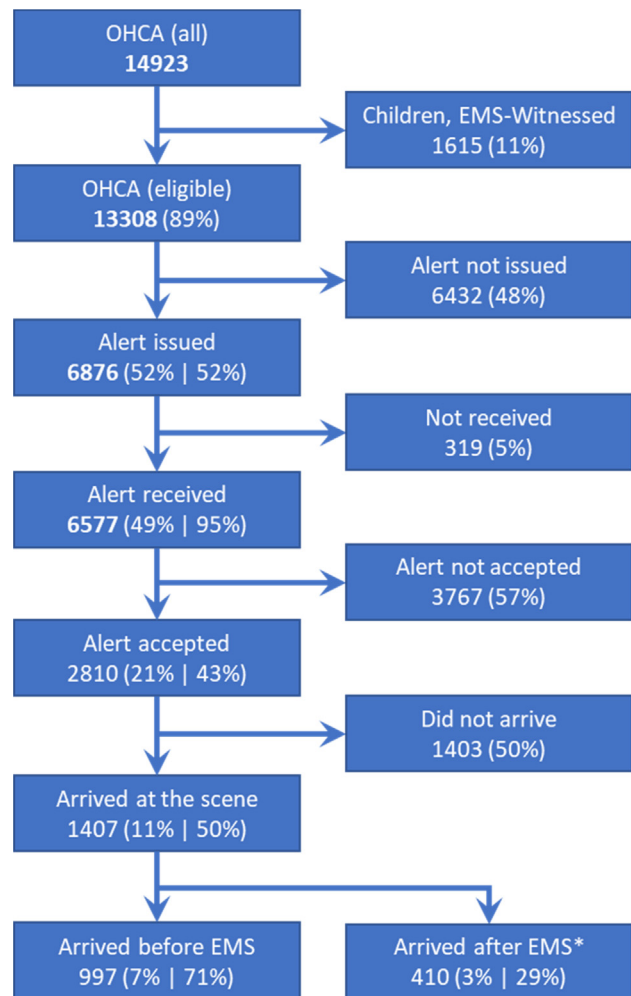 OHCA (all)
14923
Children, EMS-Witnessed
1615 (11%)
OHCA (eligible)
13308 (89%)
Alert not issued
6432 (48%)
Alert issued
6876 (52% | 52%)
Not received
319 (5%)
Alert received
6577 (49% | 95%)
Alert not accepted
3767 (57%)
Alert accepted
2810 (21% | 43%)
Did not arrive
1403 (50%)
Arrived at the scene
1407 (11% | 50%)
Arrived before EMS
997 (7% | 71%)
Arrived after EMS*
410 (3% | 29%)